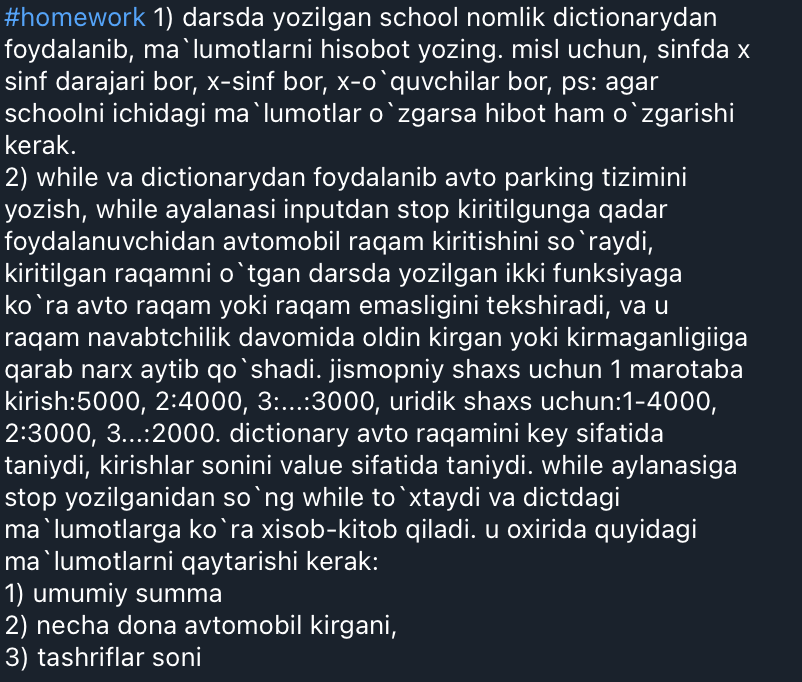 #homework 1) darsda yozilgan school nomlik dictionarydan
foydalanib, ma`lumotlarni hisobot yozing. misl uchun, sinfda x
sinf darajari bor, x-sinf bor, x-o`quvchilar bor, ps: agar
schoolni ichidagi ma`lumotlar o`zgarsa hibot ham o`zgarishi
kerak.
2) while va dictionarydan foydalanib avto parking tizimini
yozish, while ayalanasi inputdan stop kiritilgunga qadar
foydalanuvchidan avtomobil raqam kiritishini so`raydi,
kiritilgan raqamni o`tgan darsda yozilgan ikki funksiyaga
ko`ra avto raqam yoki raqam emasligini tekshiradi, va u
raqam navabtchilik davomida oldin kirgan yoki kirmaganligiiga
qarab narx aytib qo`shadi. jismopniy shaxs uchun 1 marotaba
kirish:5000, 2:4000, 3:...:3000, uridik shaxs uchun:1-4000,
2:3000, 3...:2000. dictionary avto raqamini key sifatida
taniydi, kirishlar sonini value sifatida taniydi. while aylanasiga
stop yozilganidan so`ng while to`xtaydi va dictdagi
ma`lumotlarga ko`ra xisob-kitob qiladi. u oxirida quyidagi
ma`lumotlarni qaytarishi kerak:
1) umumiy summa
2) necha dona avtomobil kirgani,
3) tashriflar soni